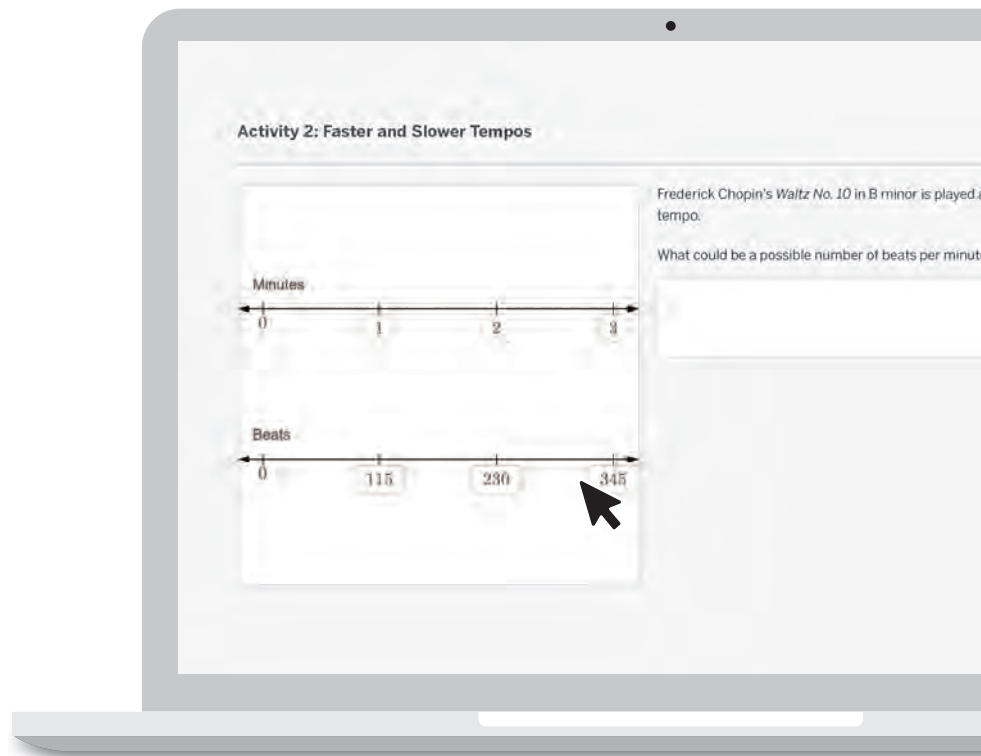 Activity 2: Faster and Slower Tempos
Frederick Chopin's Waltz No. 10 in B minor is played
tempo.
What could be a possible number of beats per
Minutes
0 1 2 3
Beats
0 115 230 345